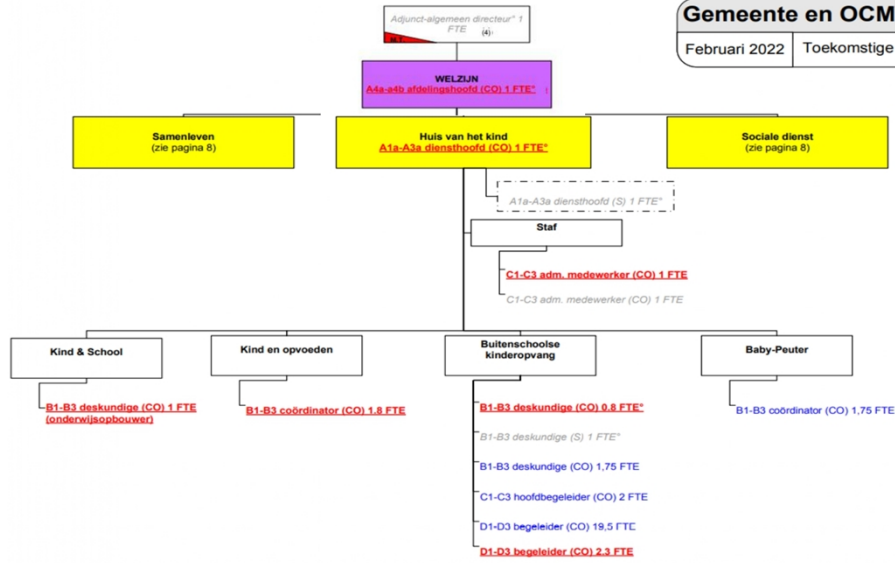 Gemeente en OCM
Februari 2022 Toekomstige
Adjunct-algemeen directeur° 1
FTE (4)
WELZIJN
A4a-a4b afdelingshoofd (CO) 1 FTE°
Samenleven
(zie pagina 8)
Huis van het kind
A1a-A3a diensthoofd (CO) 1 FTE°
Sociale dienst
(zie pagina 8)
A1a-A3a diensthoofd (S) 1 FTE°
Staf
C1-C3 adm. medewerker (CO) 1 FTE
C1-C3 adm. medewerker (CO) 1 FTE
Kind & School
B1-B3 deskundige (CO) 1 FTE
(onderwijsopbouwer)
Kind en opvoeden
B1-B3 coördinator (CO) 1.8 FTE
Buitenschoolse
kinderopvang
B1-B3 deskundige (CO) 0.8 FTE°
B1-B3 deskundige (S) 1 FTE°
B1-B3 deskundige (CO) 1,75 FTE
C1-C3 hoofdbegeleider (CO) 2 FTE
D1-D3 begeleider (CO) 19,5 FTE
D1-D3 begeleider (CO) 2.3 FTE
Baby-Peuter
B1-B3 coördinator (CO) 1,75 FTE